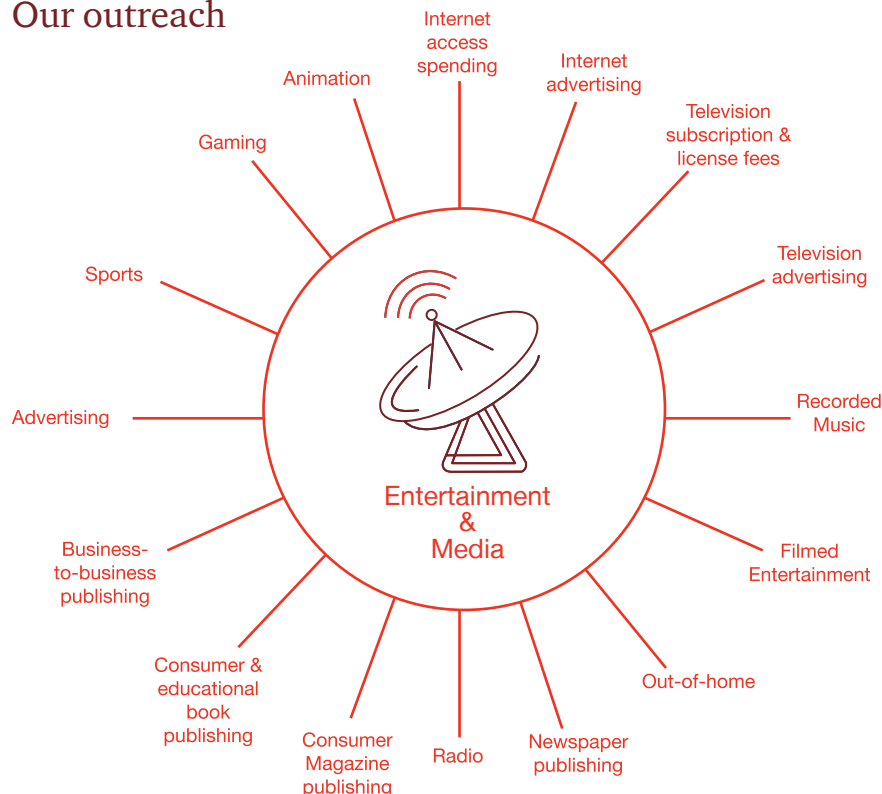 Our outreach
Internet
access
spending
Internet
advertising
Television
subscription &
license fees
Television
advertising
Recorded
Music
Filmed
Entertainment
Out-of-home
Newspaper
publishing
Radio
Consumer
Magazine
publishing
Consumer &
educational
book
publishing
Business-
to-business
publishing
Advertising
Sports
Gaming
Animation
Entertainment
&
Media